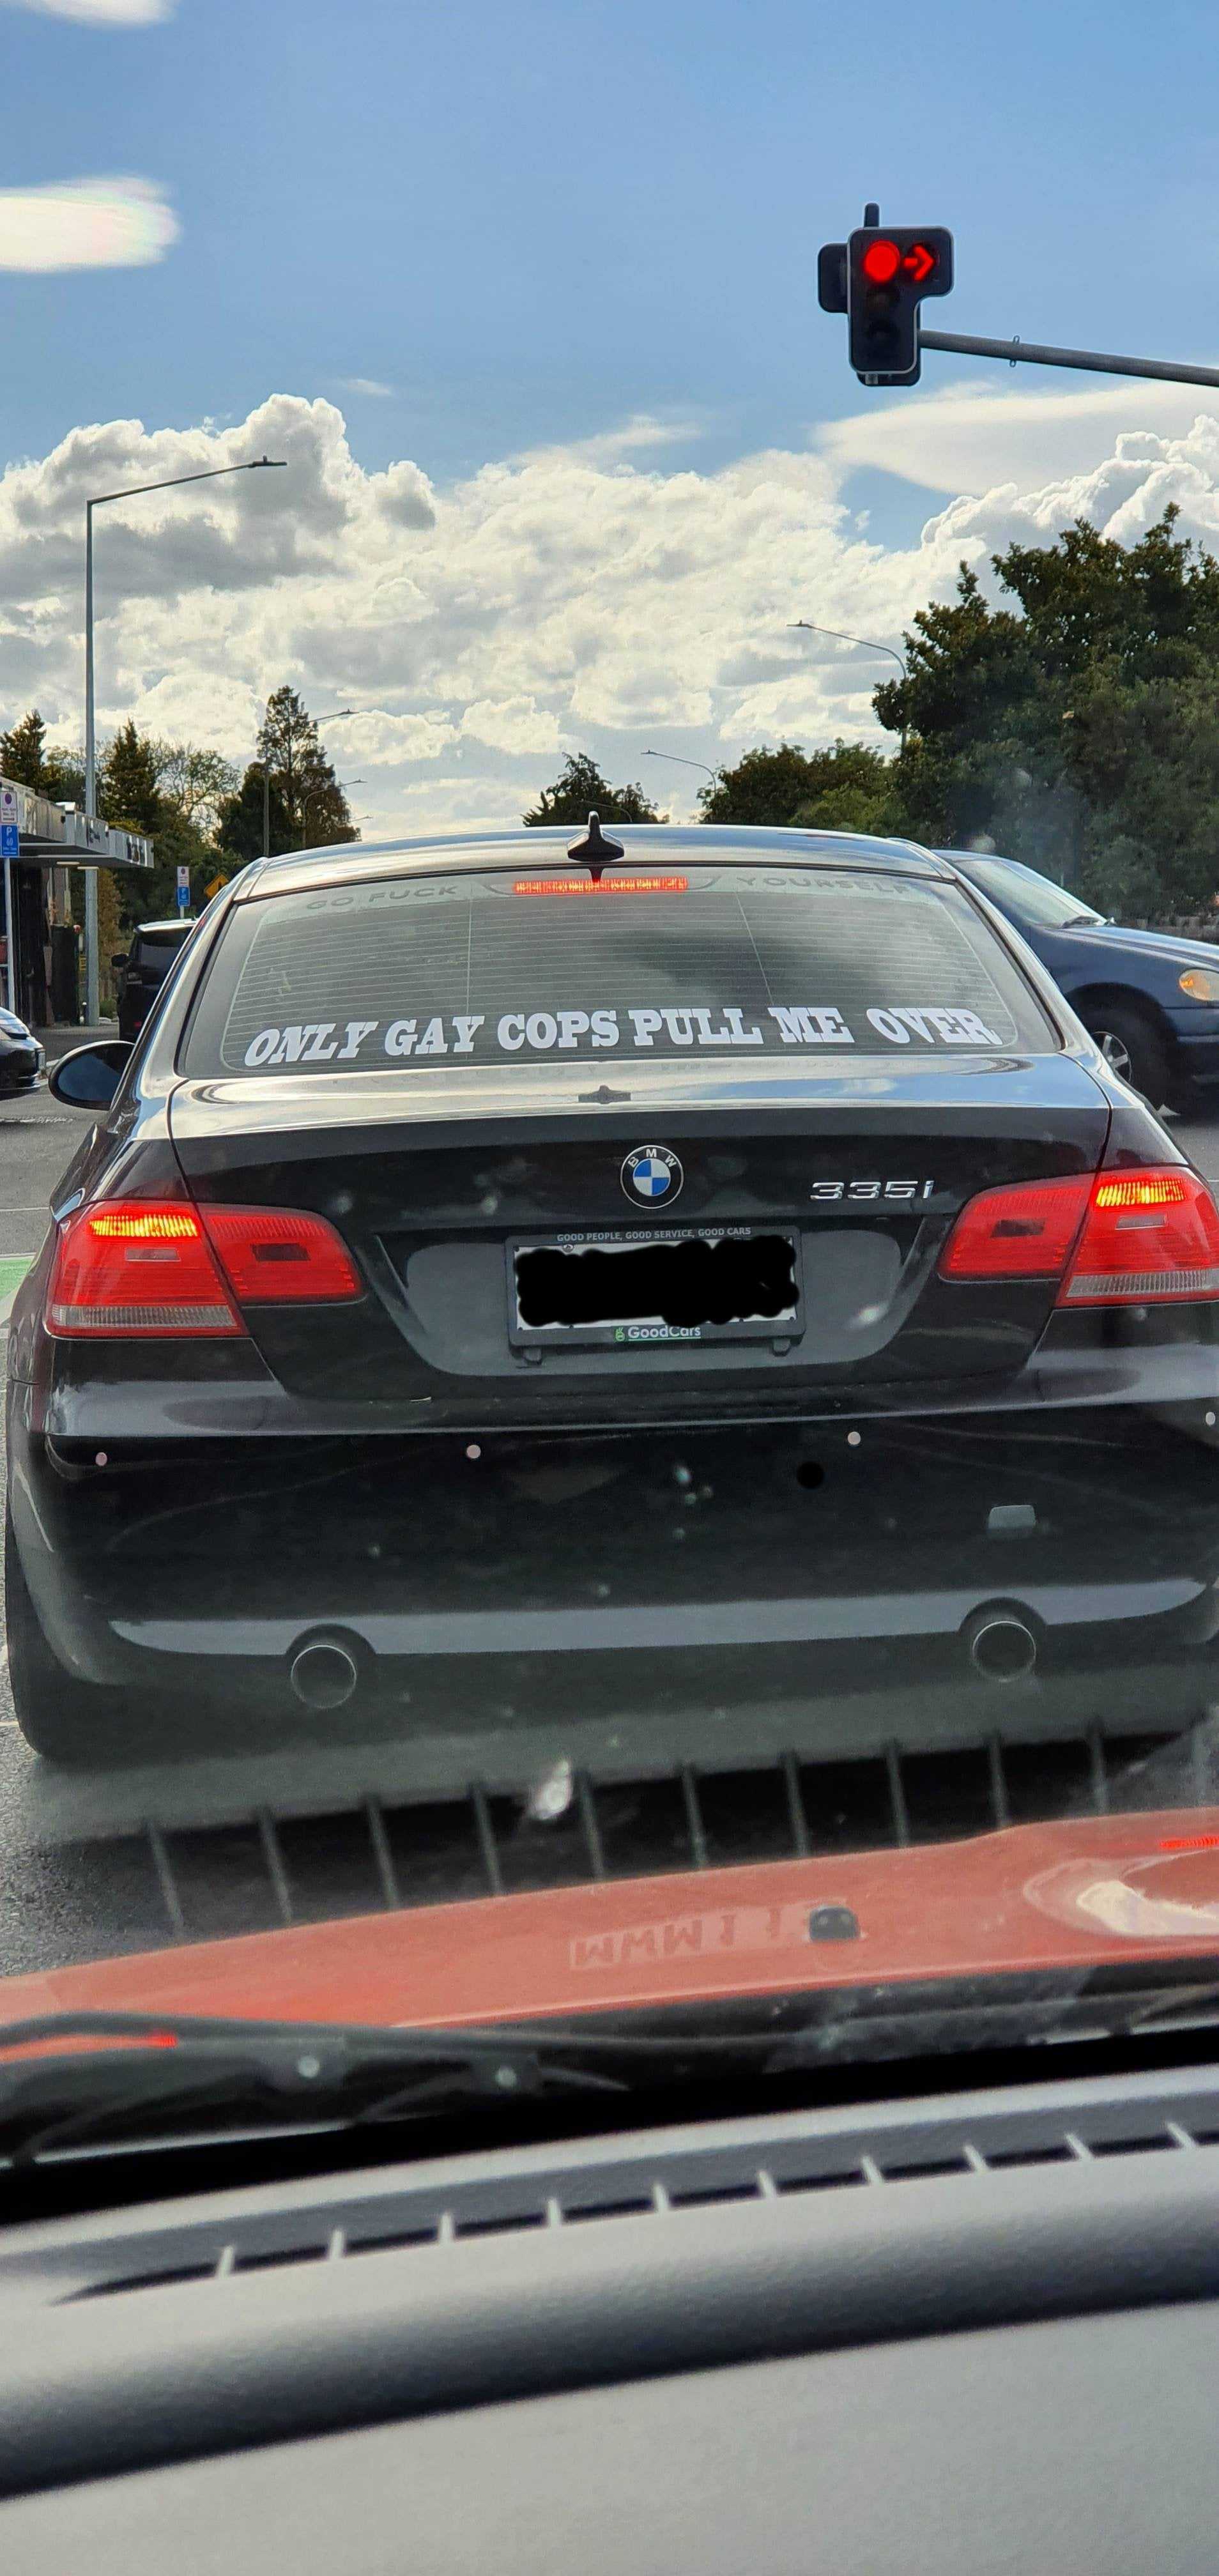 P
GO FUCK YOURSELF
ONLY GAY COPS PULL ME OVER
BMW
335i
GOOD PEOPLE, GOOD SERVICE, GOOD CARS
GoodCars